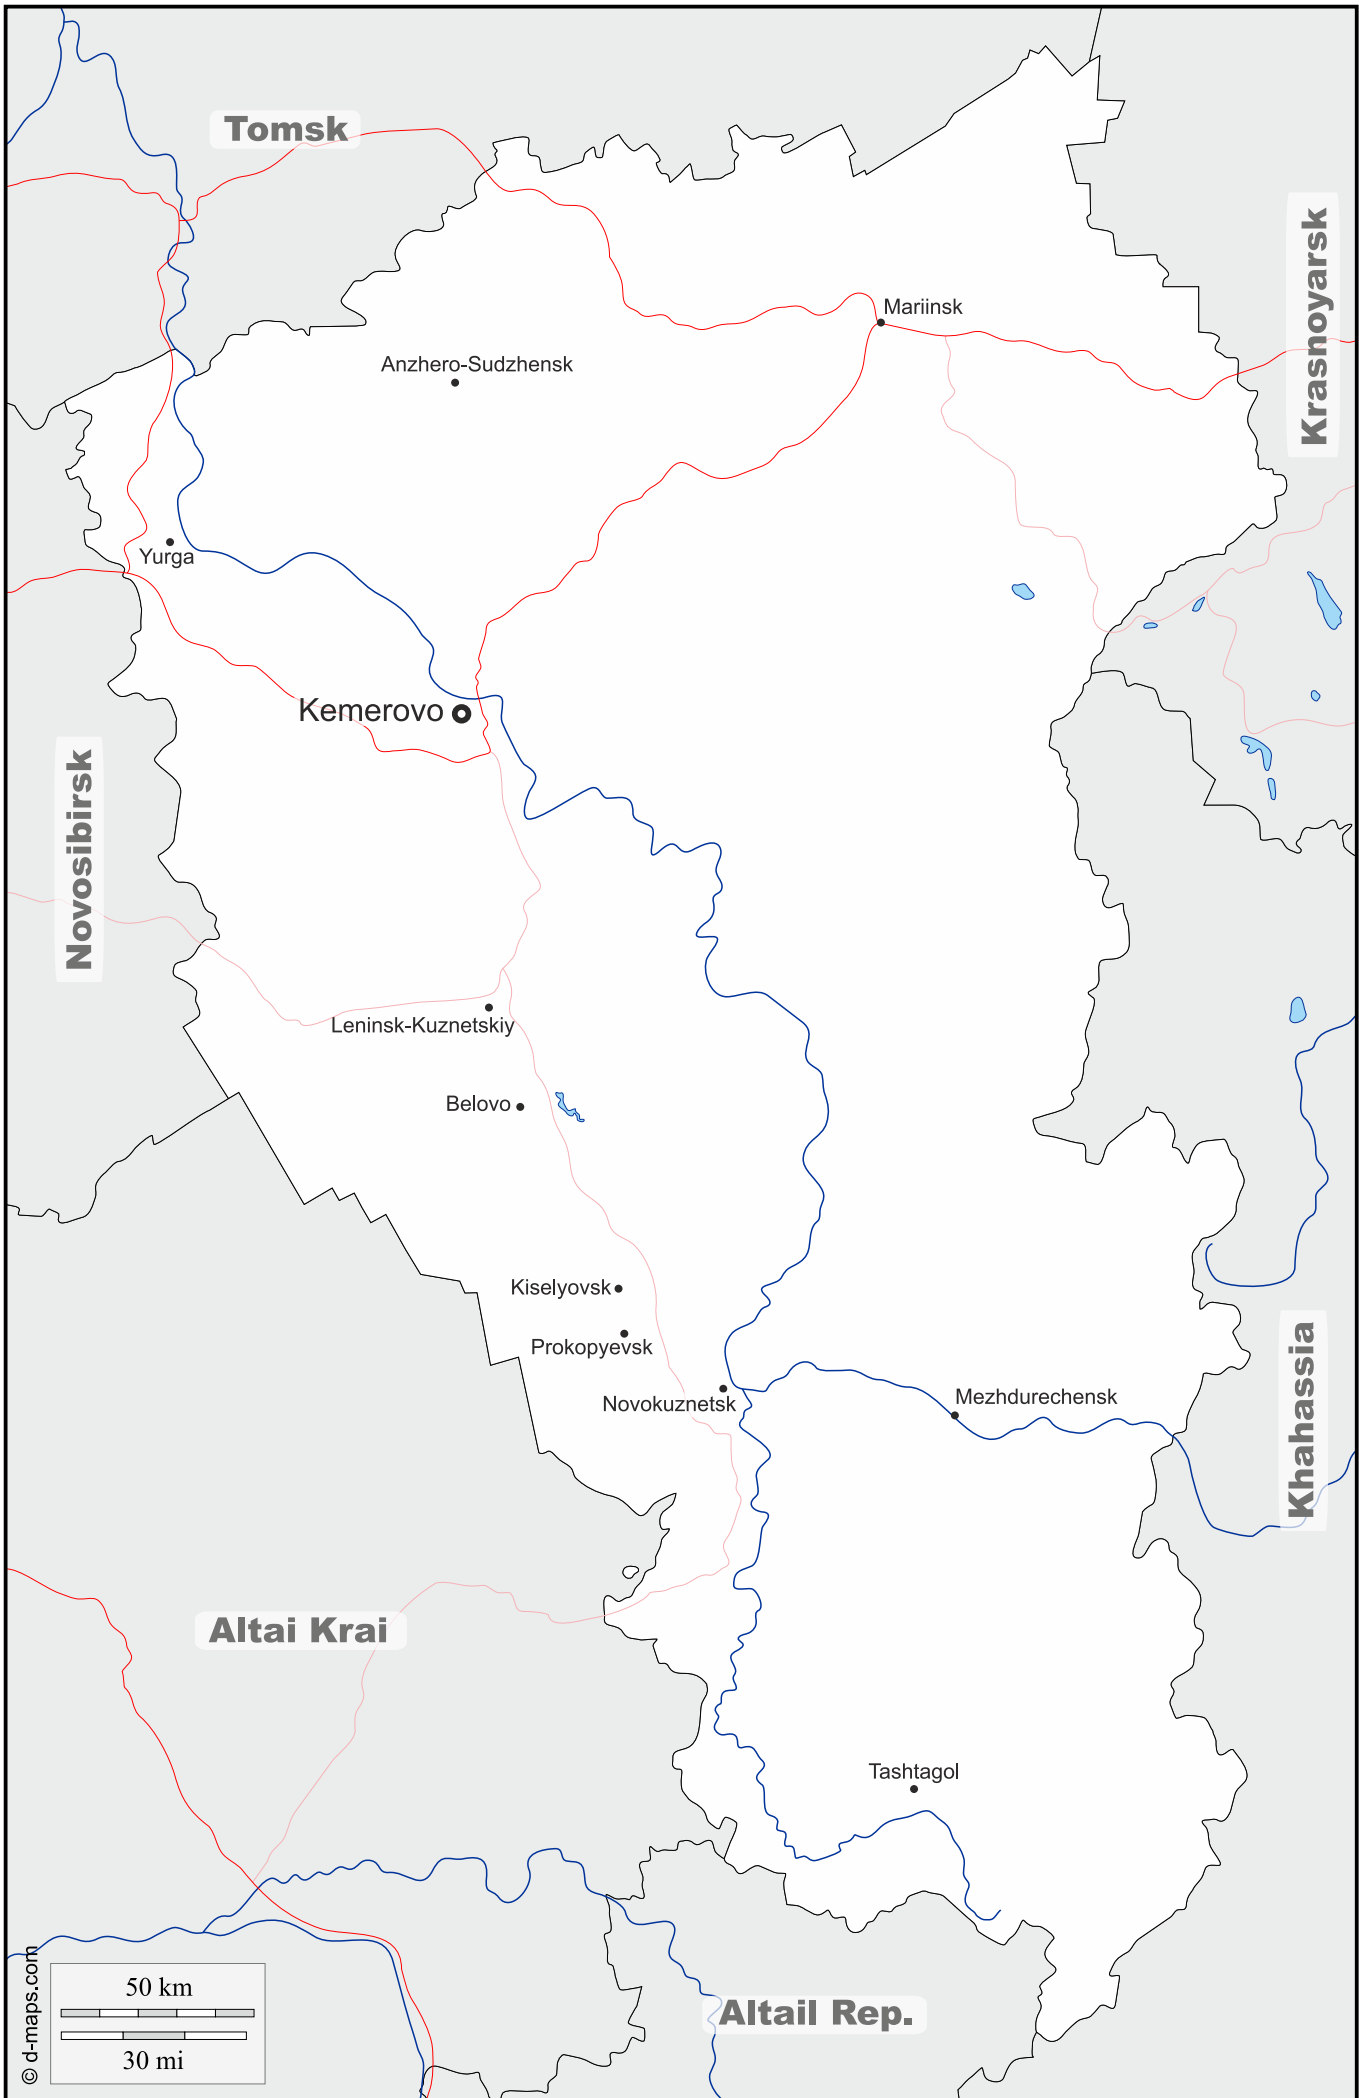 Tomsk
Krasnoyarsk
Mariinsk
Anzhero-Sudzhensk
Yurga
Kemerovo
Novosibirsk
Leninsk-Kuznetskiy
Belovo
Kiselyovsk
Prokopyevsk
Novokuznetsk
Mezhdurechensk
Khahassia
Altai Krai
Tashtagol
Altail Rep.
50 km
30 mi
© d-maps.com